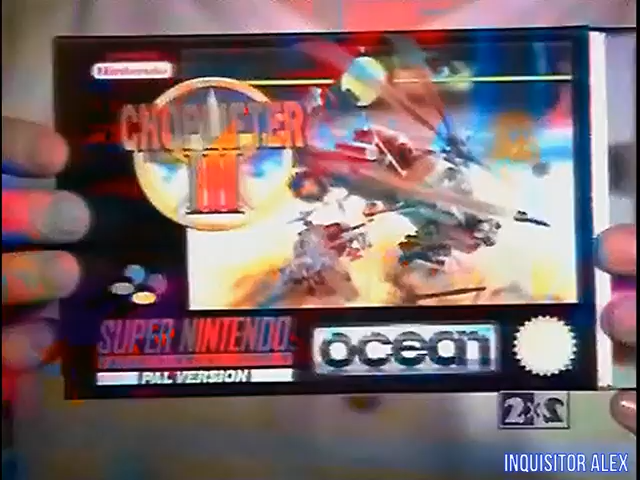 Nintendo
CHOPLIFTER
III
SUPER NINTENDO
PAL VERSION
ocean
2x2
INQUISITOR ALEX